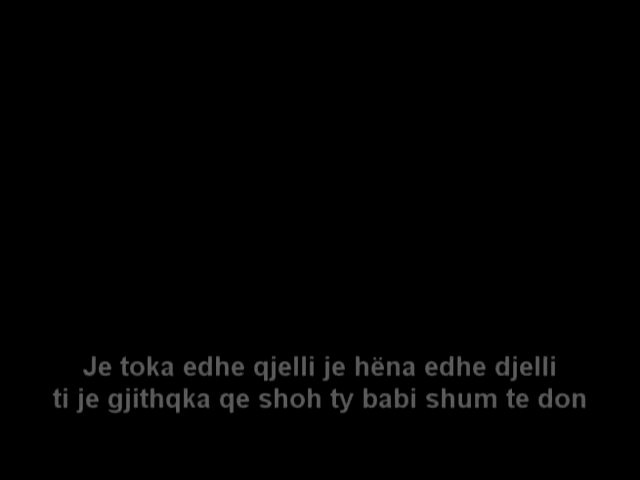 Je toka edhe qjelli je hëna edhe djelli
ti je gjithqka qe shoh ty babi shum te don